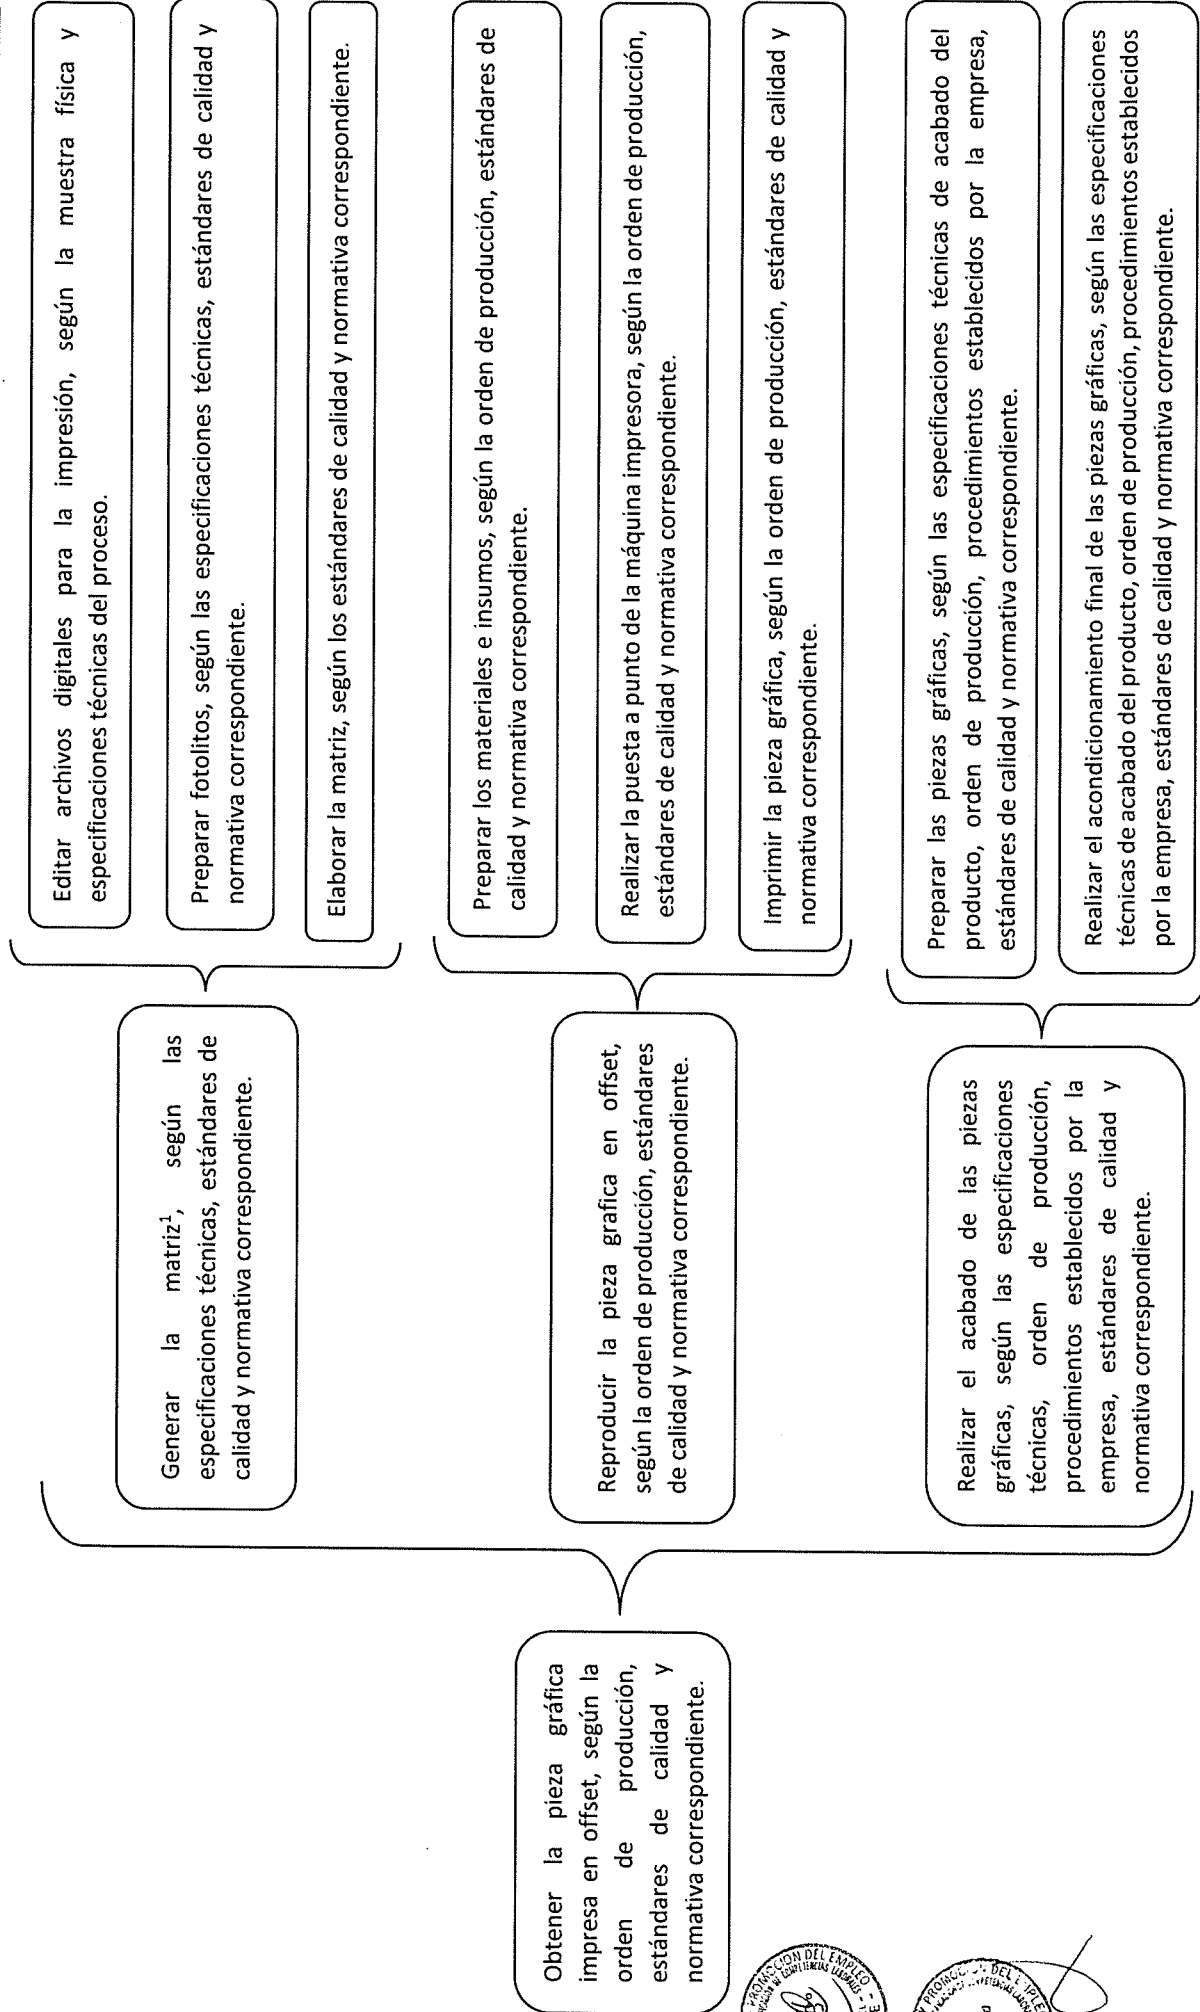 Obtener la pieza gráfica
impresa en offset, según la
orden de producción,
estándares de calidad y
normativa correspondiente.
Generar la matriz¹, según las
especificaciones técnicas, estándares de
calidad y normativa correspondiente.
Editar archivos digitales para la impresión, según la muestra física y
especificaciones técnicas del proceso.
Preparar fotolitos, según las especificaciones técnicas, estándares de calidad y
normativa correspondiente.
Elaborar la matriz, según los estándares de calidad y normativa correspondiente.
Reproducir la pieza grafica en offset,
según la orden de producción, estándares
de calidad y normativa correspondiente.
Preparar los materiales e insumos, según la orden de producción, estándares de
calidad y normativa correspondiente.
Realizar la puesta a punto de la máquina impresora, según la orden de producción,
estándares de calidad y normativa correspondiente.
Imprimir la pieza gráfica, según la orden de producción, estándares de calidad y
normativa correspondiente.
Realizar el acabado de las piezas
gráficas, según las especificaciones
técnicas, orden de producción,
procedimientos establecidos por la
empresa, estándares de calidad y
normativa correspondiente.
Preparar las piezas gráficas, según las especificaciones técnicas de acabado del
producto, orden de producción, procedimientos establecidos por la empresa,
estándares de calidad y normativa correspondiente.
Realizar el acondicionamiento final de las piezas gráficas, según las especificaciones
técnicas de acabado del producto, orden de producción, procedimientos establecidos
por la empresa, estándares de calidad y normativa correspondiente.
PROMOCION DEL EMPLEO
COMPETENCIAS LABORALES
PROMOCION DEL EMPLEO